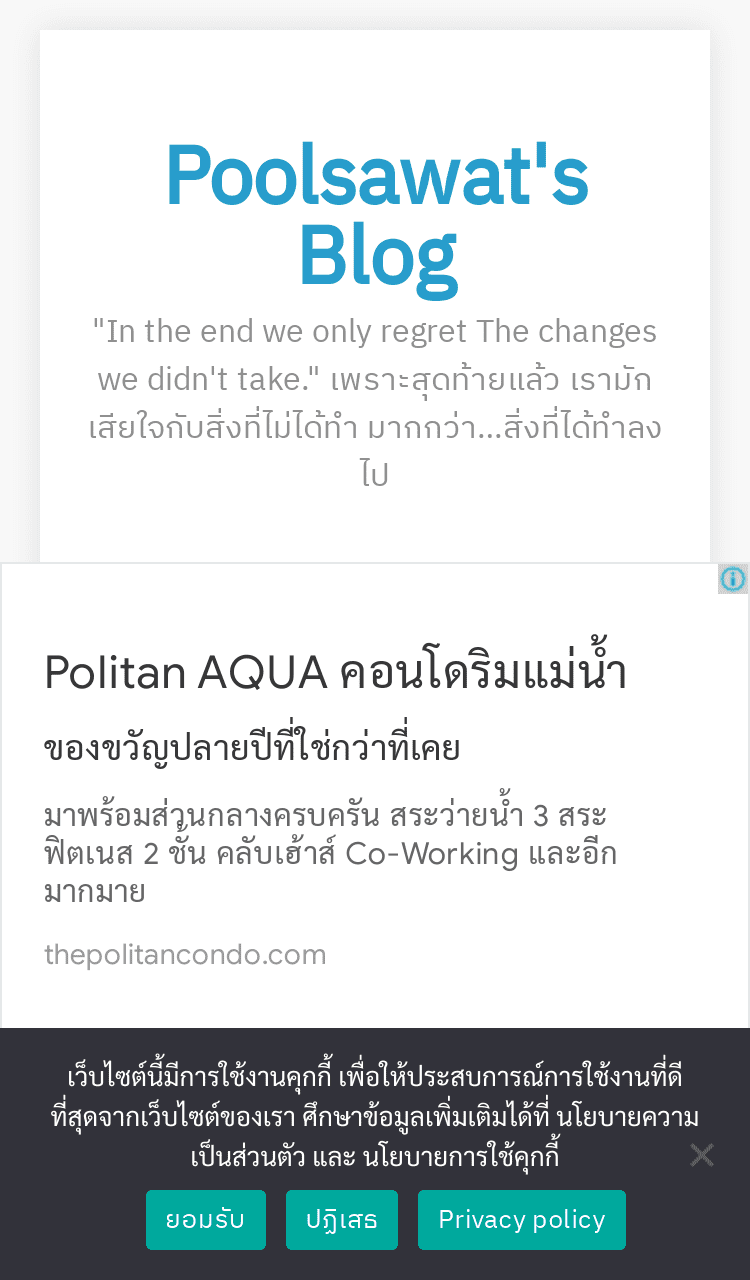 Poolsawat's
Blog
"In the end we only regret The changes
we didn't take." เพราะสุดท้ายแล้ว เรามัก
เสียใจกับสิ่งที่ไม่ได้ทำ มากกว่า...สิ่งที่ได้ทำลง
ไป
Politan AQUA คอนโดริมแม่น้ำ
ของขวัญปลายปีที่ใช่กว่าที่เคย
มาพร้อมส่วนกลางครบครัน สระว่ายน้ำ 3 สระ
ฟิตเนส 2 ชั้น คลับเฮ้าส์ Co-Working และอีก
มากมาย
thepolitancondo.com
เว็บไซต์นี้มีการใช้งานคุกกี้ เพื่อให้ประสบการณ์การใช้งานที่ดี
ที่สุดจากเว็บไซต์ของเรา ศึกษาข้อมูลเพิ่มเติมได้ที่ นโยบายความ
เป็นส่วนตัว และ นโยบายการใช้คุกกี้
ยอมรับ ปฏิเสธ Privacy policy